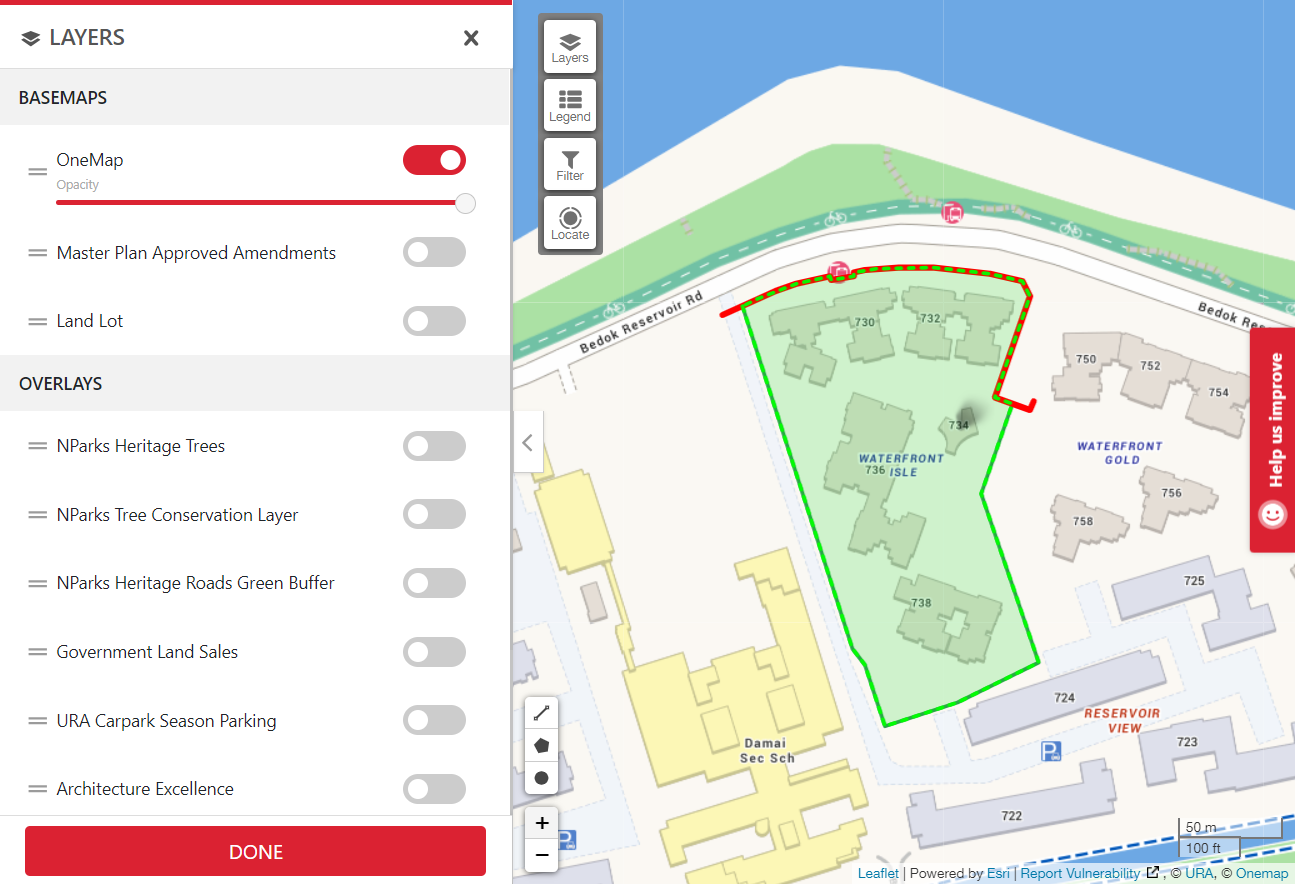 LAYERS
BASEMAPS
OneMap
Opacity
Master Plan Approved Amendments
Land Lot
OVERLAYS
NParks Heritage Trees
NParks Tree Conservation Layer
NParks Heritage Roads Green Buffer
Government Land Sales
URA Carpark Season Parking
Architecture Excellence
DONE
Layers
Legend
Filter
Locate
Bedok Reservoir Rd
730
732
734
WATERFRONT
ISLE
736
738
750
752
754
WATERFRONT
GOLD
756
758
725
724
RESERVOIR
VIEW
723
722
Damai
Sec Sch
P
P
Help us improve
+
−
50 m
100 ft
Leaflet | Powered by Esri | Report Vulnerability , © URA, © Onemap